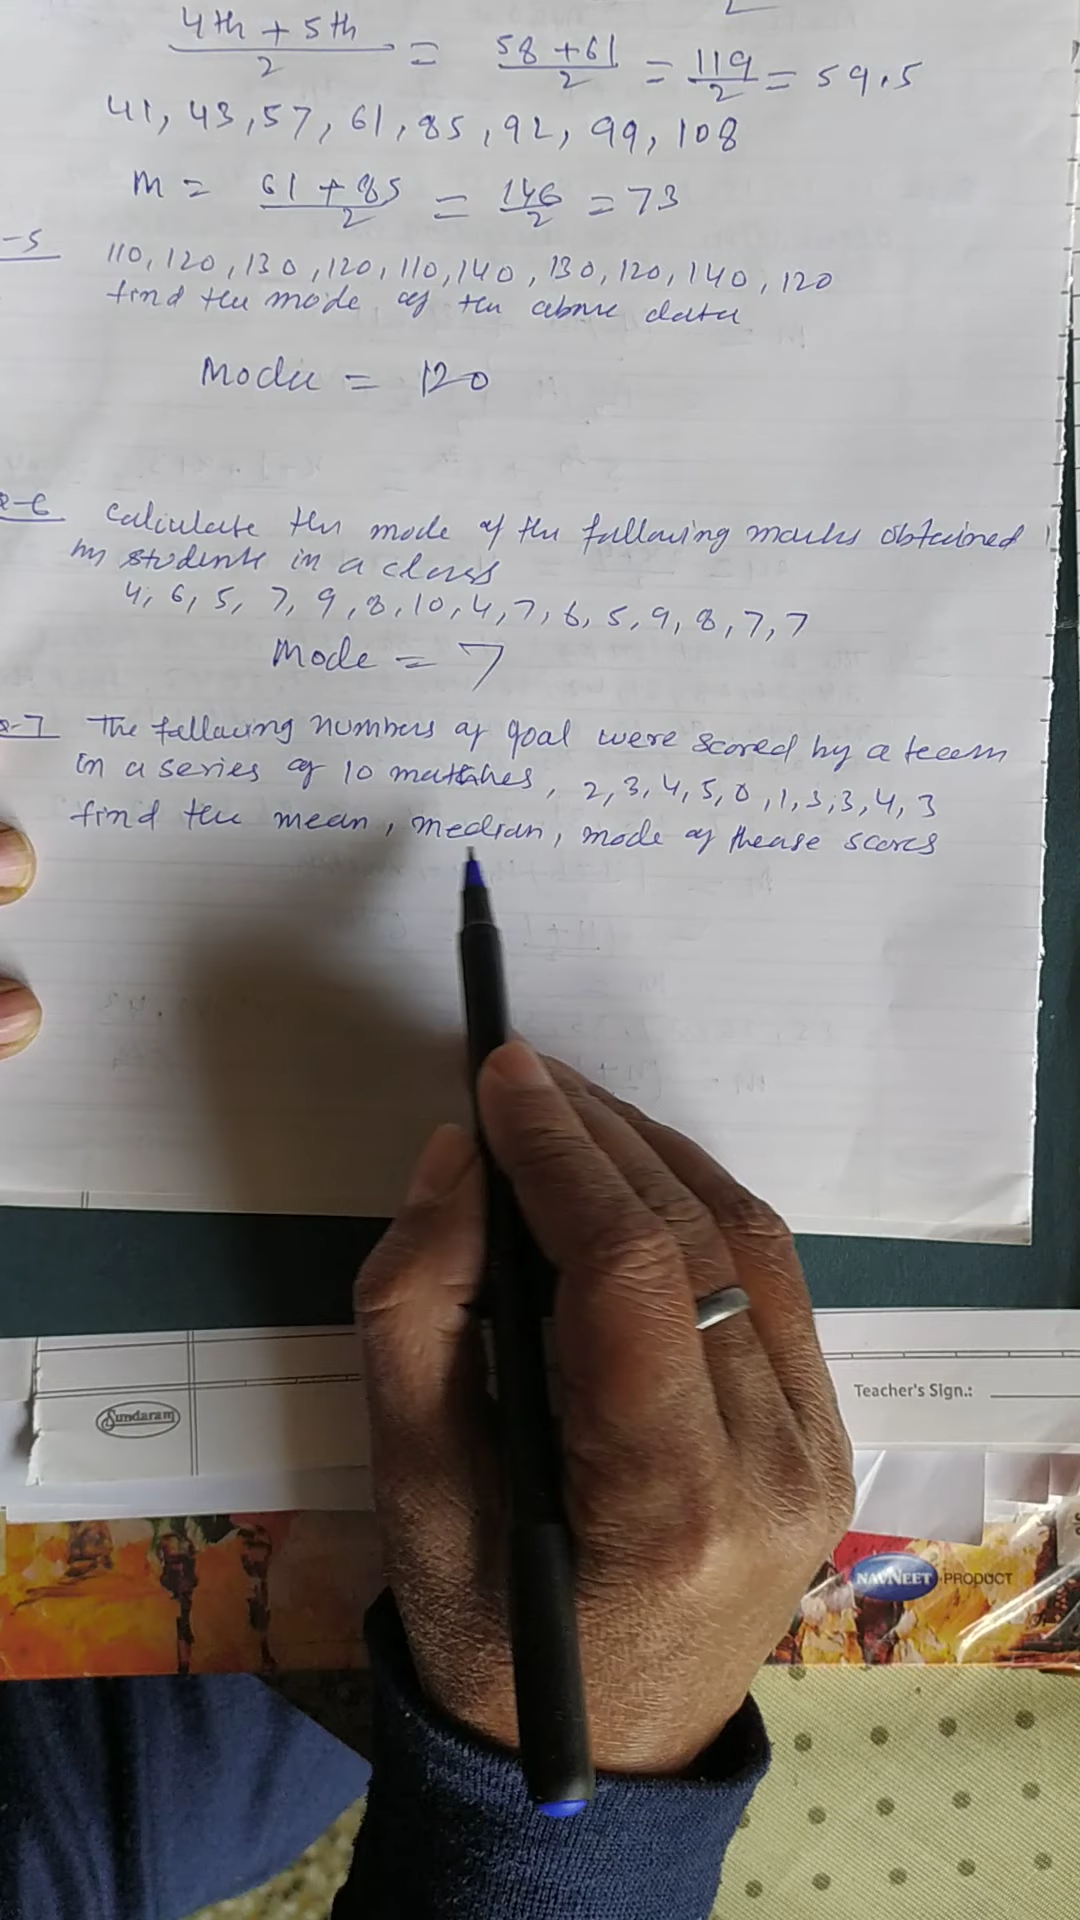 4th + 5th / 2 = 58 + 61 / 2 = 119 / 2 = 59.5
41, 43, 57, 61, 85, 92, 99, 108
M = 61 + 85 / 2 = 146 / 2 = 73
-5 110, 120, 130, 120, 110, 140, 130, 120, 140, 120
find the mode of the above data
Mode = 120
Q-6 Calculate the mode of the following marks obtained
by students in a class
4, 6, 5, 7, 9, 8, 10, 4, 7, 6, 5, 9, 8, 7, 7
Mode = 7
Q-7 The following numbers of goal were scored by a team
in a series of 10 matches, 2, 3, 4, 5, 0, 1, 3, 3, 4, 3
find the mean, median, mode of these scores
Teacher's Sign.:
Sundaram
NAVNEET PRODUCT